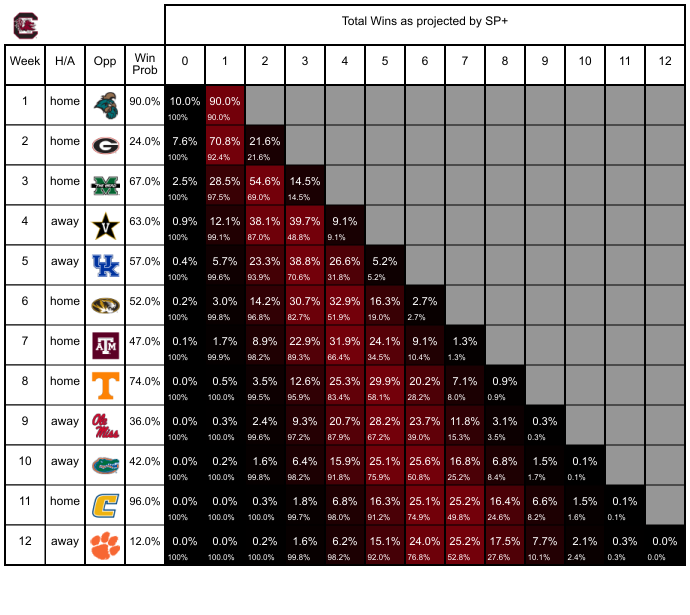 Total Wins as projected by SP+
Week H/A Opp Win Prob 0 1 2 3 4 5 6 7 8 9 10 11 12
1 home 90.0% 10.0% 90.0%
100% 90.0%
2 home G 24.0% 7.6% 70.8% 21.6%
100% 92.4% 21.6%
3 home M THE HERD 67.0% 2.5% 28.5% 54.6% 14.5%
100% 97.5% 69.0% 14.5%
4 away V 63.0% 0.9% 12.1% 38.1% 39.7% 9.1%
100% 99.1% 87.0% 48.8% 9.1%
5 away UK 57.0% 0.4% 5.7% 23.3% 38.8% 26.6% 5.2%
100% 99.6% 93.9% 70.6% 31.8% 5.2%
6 home 52.0% 0.2% 3.0% 14.2% 30.7% 32.9% 16.3% 2.7%
100% 99.8% 96.8% 82.7% 51.9% 19.0% 2.7%
7 home ATM 47.0% 0.1% 1.7% 8.9% 22.9% 31.9% 24.1% 9.1% 1.3%
100% 99.9% 98.2% 89.3% 66.4% 34.5% 10.4% 1.3%
8 home T 74.0% 0.0% 0.5% 3.5% 12.6% 25.3% 29.9% 20.2% 7.1% 0.9%
100% 100.0% 99.5% 95.9% 83.4% 58.1% 28.2% 8.0% 0.9%
9 away Ole Miss 36.0% 0.0% 0.3% 2.4% 9.3% 20.7% 28.2% 23.7% 11.8% 3.1% 0.3%
100% 100.0% 99.6% 97.2% 87.9% 67.2% 39.0% 15.3% 3.5% 0.3%
10 away Gators 42.0% 0.0% 0.2% 1.6% 6.4% 15.9% 25.1% 25.6% 16.8% 6.8% 1.5% 0.1%
100% 100.0% 99.8% 98.2% 91.8% 75.9% 50.8% 25.2% 8.4% 1.7% 0.1%
11 home C 96.0% 0.0% 0.0% 0.3% 1.8% 6.8% 16.3% 25.1% 25.2% 16.4% 6.6% 1.5% 0.1%
100% 100.0% 100.0% 99.7% 98.0% 91.2% 74.9% 49.8% 24.6% 8.2% 1.6% 0.1%
12 away 12.0% 0.0% 0.0% 0.2% 1.6% 6.2% 15.1% 24.0% 25.2% 17.5% 7.7% 2.1% 0.3% 0.0%
100% 100.0% 100.0% 99.8% 98.2% 92.0% 76.8% 52.8% 27.6% 10.1% 2.4% 0.3% 0.0%